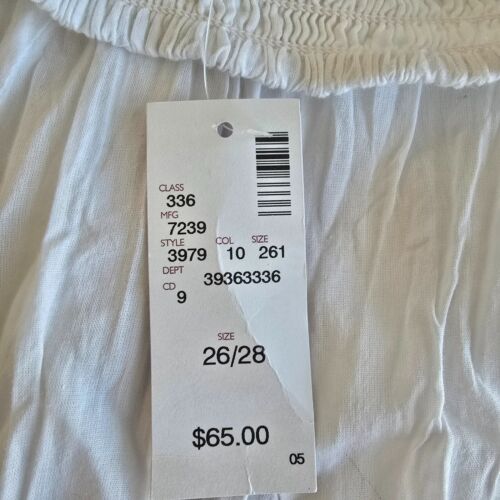 CLASS
336
MFG
7239
STYLE COL SIZE
3979 10 261
DEPT
39363336
CD
9
SIZE
26/28
$65.00
05